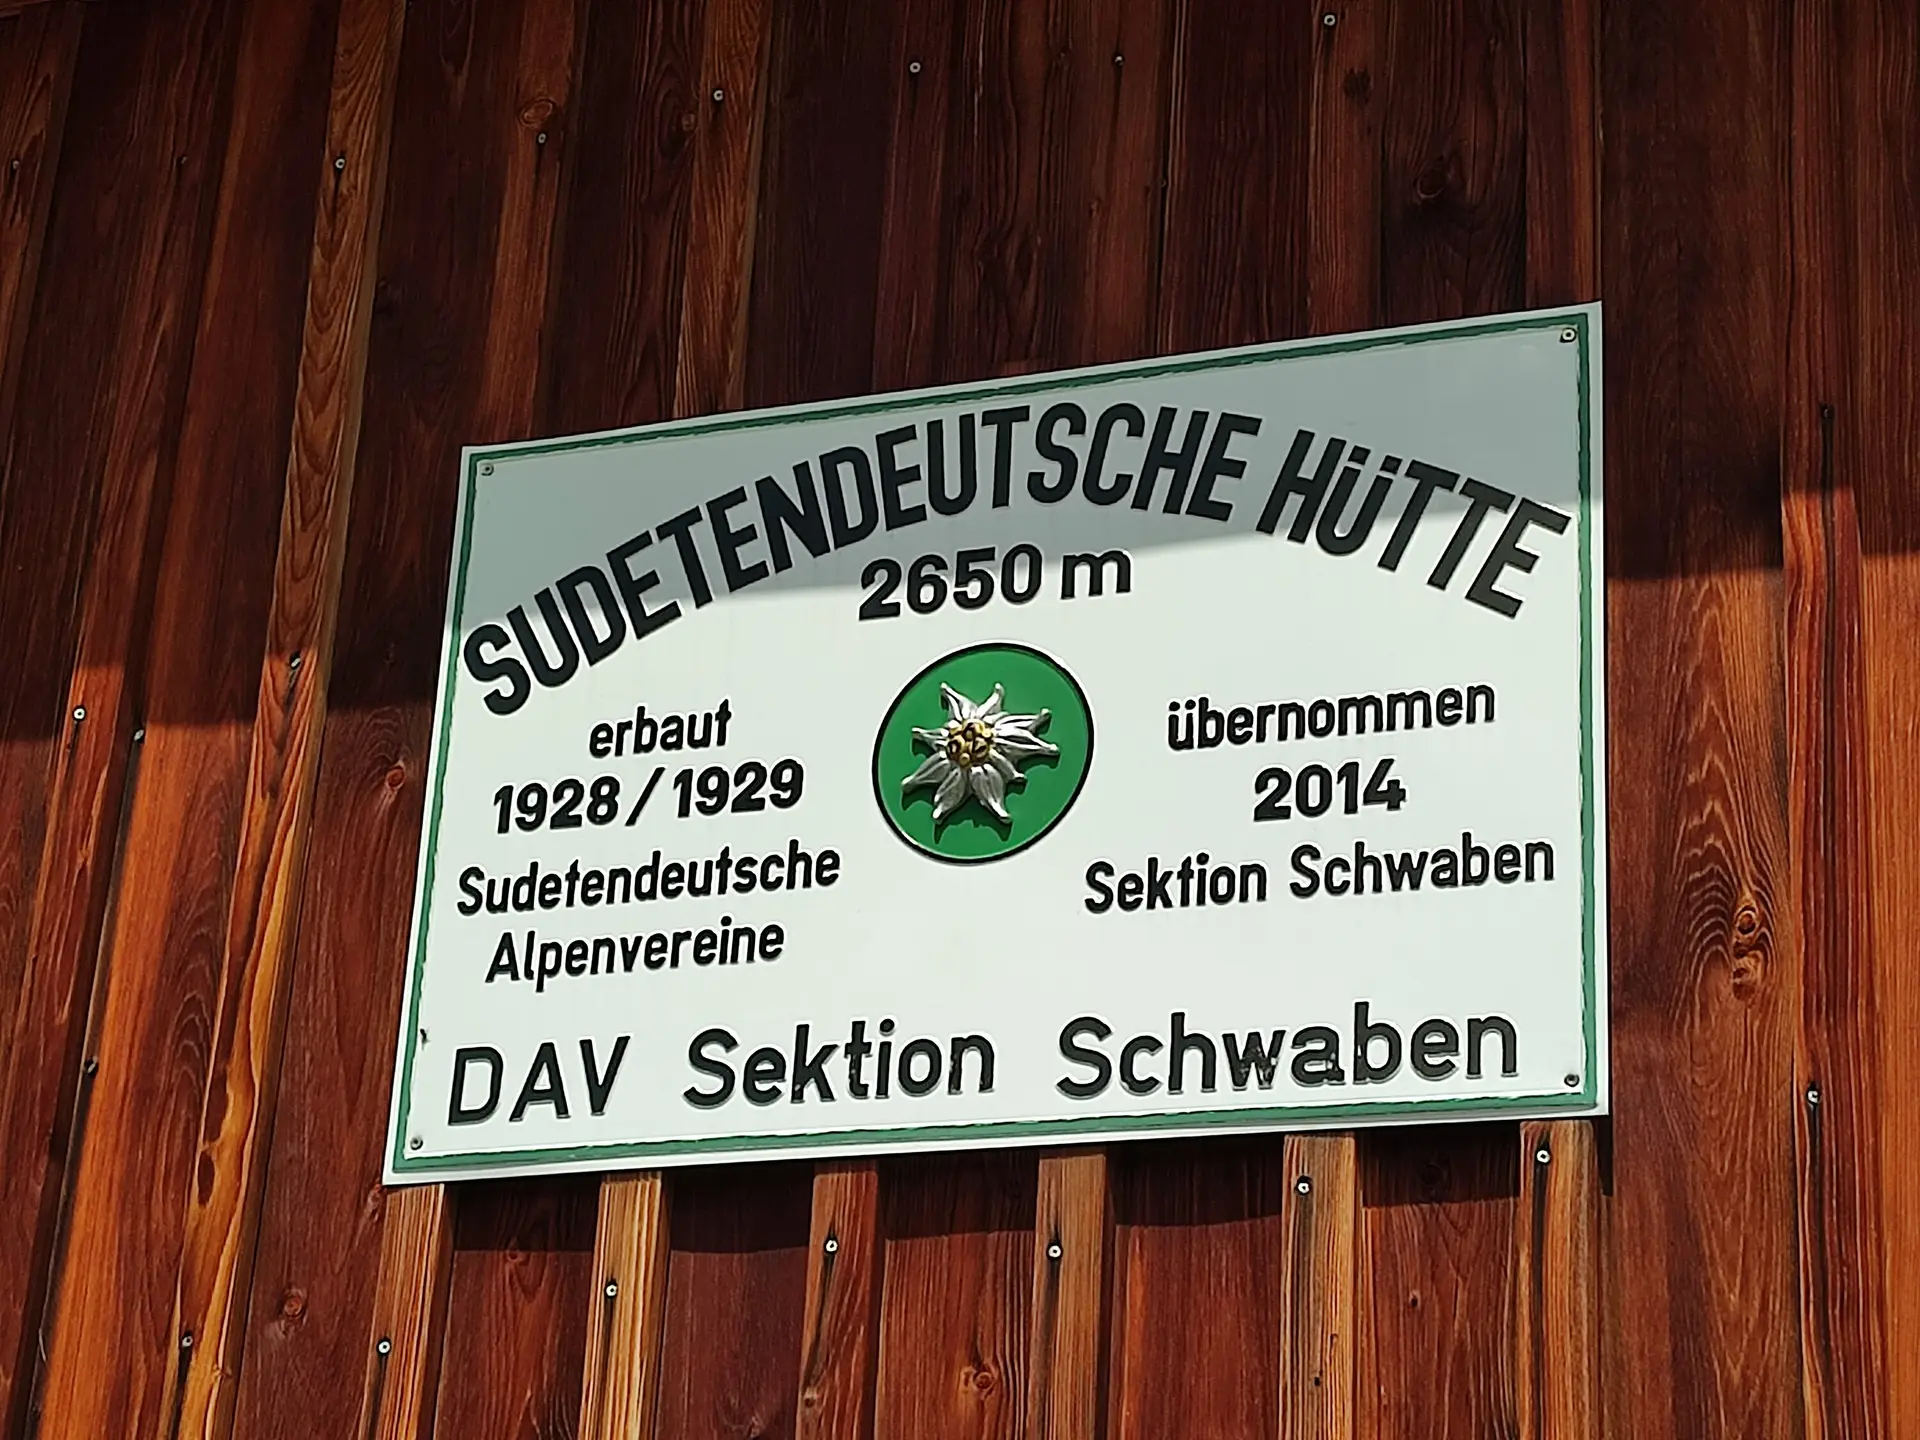 SUDETENDEUTSCHE HÜTTE
2650 m
erbaut
1928/1929
Sudetendeutsche
Alpenvereine
übernommen
2014
Sektion Schwaben
DAV Sektion Schwaben